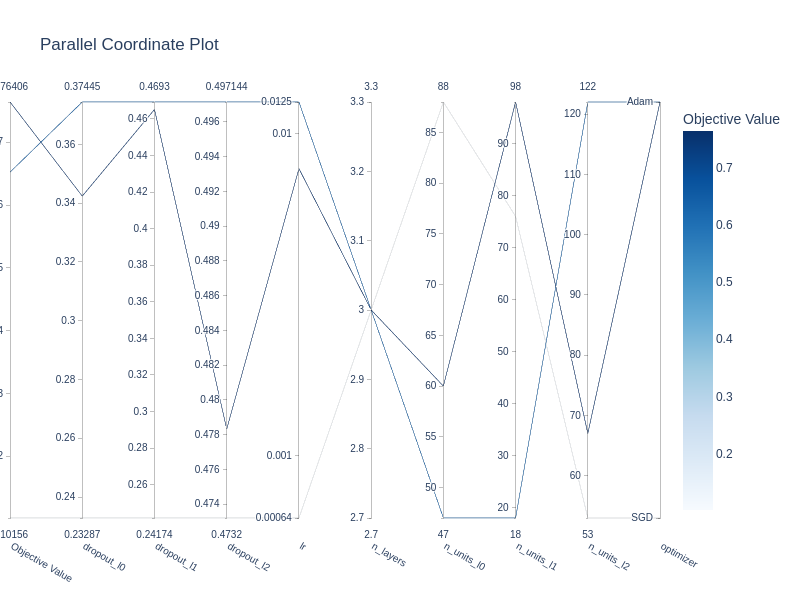 Parallel Coordinate Plot
76406 0.37445 0.4693 0.497144 3.3 88 98 122
0.0125 3.3 Adam
0.46 0.496 0.01 85 90 120
0.36 0.44 0.494 3.2 80 80 110
0.34 0.42 0.492 3.1 75 70 100
0.32 0.4 0.49 3 70 60 90
0.3 0.38 0.488 2.9 65 50 80
0.28 0.36 0.486 2.8 60 40 70
0.26 0.34 0.484 0.001 55 30 60
0.24 0.32 0.482 0.00064 2.7 50 20 SGD
0.3 0.48
0.28 0.478
0.26 0.476
0.474
10156 0.23287 0.24174 0.4732 2.7 47 18 53
Objective Value
dropout_l0
dropout_l1
dropout_l2
lr
n_layers
n_units_l0
n_units_l1
n_units_l2
optimizer
Objective Value
0.7
0.6
0.5
0.4
0.3
0.2